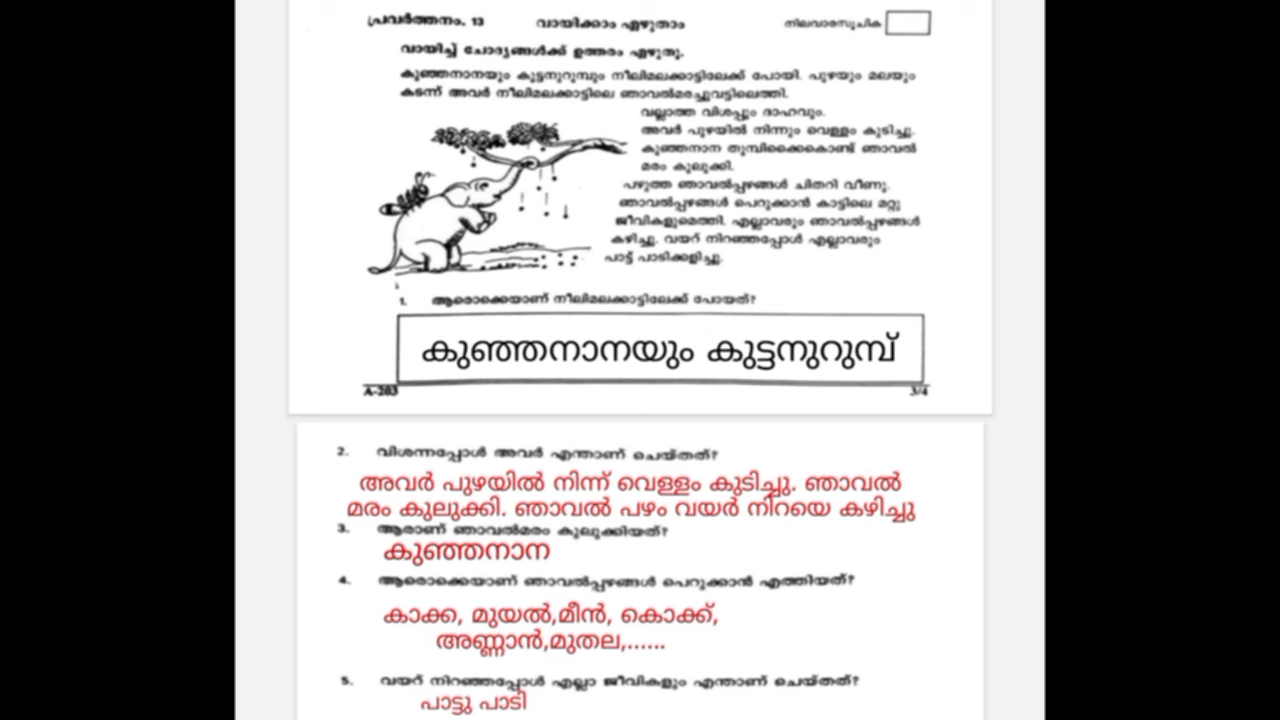 പ്രവർത്തനം. 13 വായിക്കാം എഴുതാം നിലവാരസൂചിക
വായിച്ച് ചോദ്യങ്ങൾക്ക് ഉത്തരം എഴുതൂ.
കുഞ്ഞനാനയും കുട്ടനുറുമ്പും നീലിമലക്കാട്ടിലേക്ക് പോയി. പുഴയും മലയും
കടന്ന് അവർ നീലിമലക്കാട്ടിലെ ഞാവൽമരച്ചുവട്ടിലെത്തി.
വല്ലാത്ത വിശപ്പും ദാഹവും.
അവർ പുഴയിൽ നിന്നും വെള്ളം കുടിച്ചു.
കുഞ്ഞനാന തുമ്പിക്കൈകൊണ്ട് ഞാവൽ
മരം കുലുക്കി.
പഴുത്ത ഞാവൽപ്പഴങ്ങൾ ചിതറി വീണു.
ഞാവൽപ്പഴങ്ങൾ പെറുക്കാൻ കാട്ടിലെ മറ്റു
ജീവികളുമെത്തി. എല്ലാവരും ഞാവൽപ്പഴങ്ങൾ
കഴിച്ചു. വയറ് നിറഞ്ഞപ്പോൾ എല്ലാവരും
പാട്ട് പാടിക്കളിച്ചു.
1. ആരൊക്കെയാണ് നീലിമലക്കാട്ടിലേക്ക് പോയത്?
കുഞ്ഞനാനയും കുട്ടനുറുമ്പ്
A-203 3/4
2. വിശന്നപ്പോൾ അവർ എന്താണ് ചെയ്തത്?
അവർ പുഴയിൽ നിന്ന് വെള്ളം കുടിച്ചു. ഞാവൽ
മരം കുലുക്കി. ഞാവൽ പഴം വയർ നിറയെ കഴിച്ചു
3. ആരാണ് ഞാവൽമരം കുലുക്കിയത്?
കുഞ്ഞനാന
4. ആരൊക്കെയാണ് ഞാവൽപ്പഴങ്ങൾ പെറുക്കാൻ എത്തിയത്?
കാക്ക, മുയൽ,മീൻ, കൊക്ക്,
അണ്ണാൻ,മുതല,......
5. വയറ് നിറഞ്ഞപ്പോൾ എല്ലാ ജീവികളും എന്താണ് ചെയ്തത്?
പാട്ടു പാടി